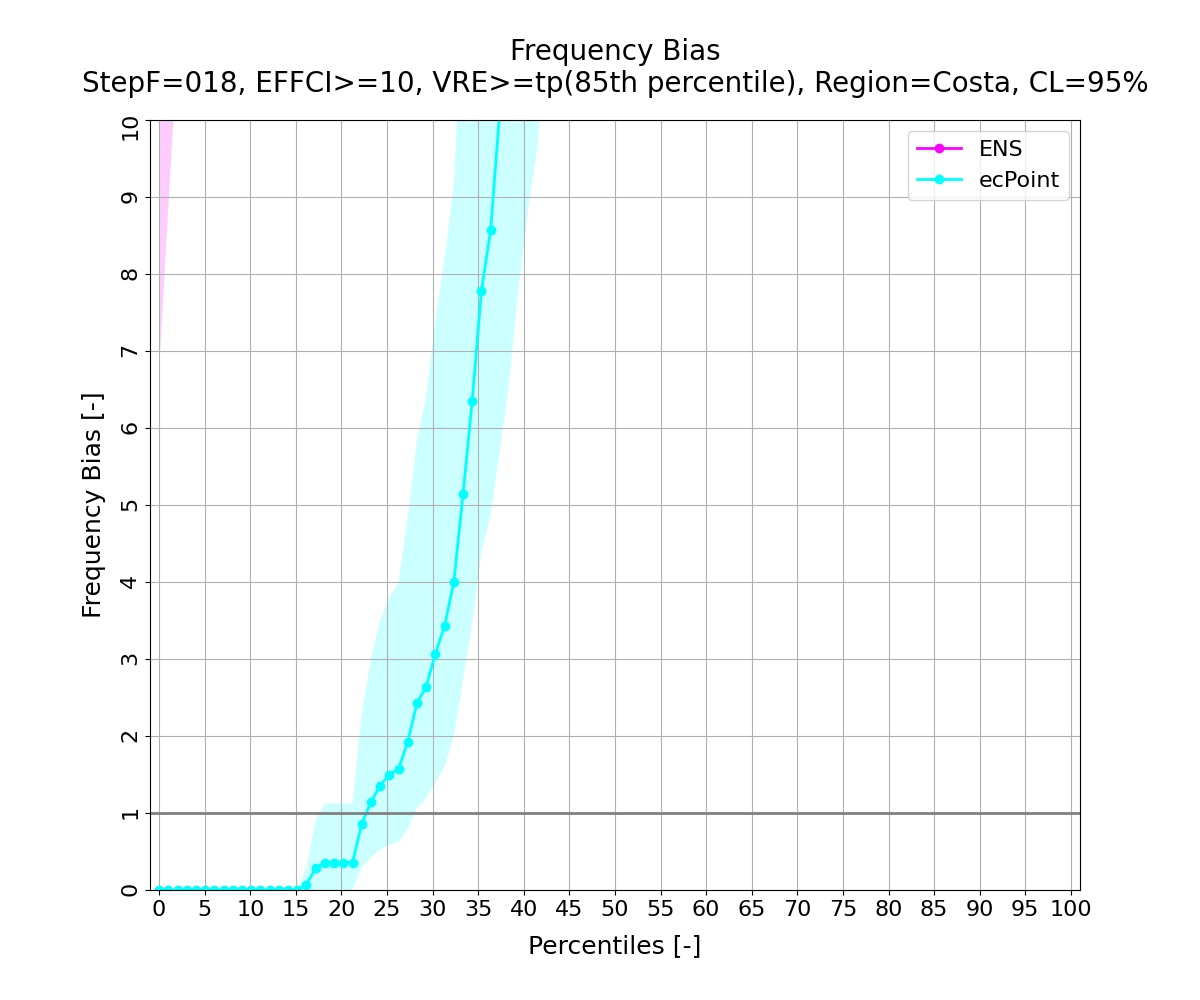 Frequency Bias
StepF=018, EFFCI>=10, VRE>=tp(85th percentile), Region=Costa, CL=95%
ENS
ecPoint
Frequency Bias [-]
10
9
8
7
6
5
4
3
2
1
0
0 5 10 15 20 25 30 35 40 45 50 55 60 65 70 75 80 85 90 95 100
Percentiles [-]